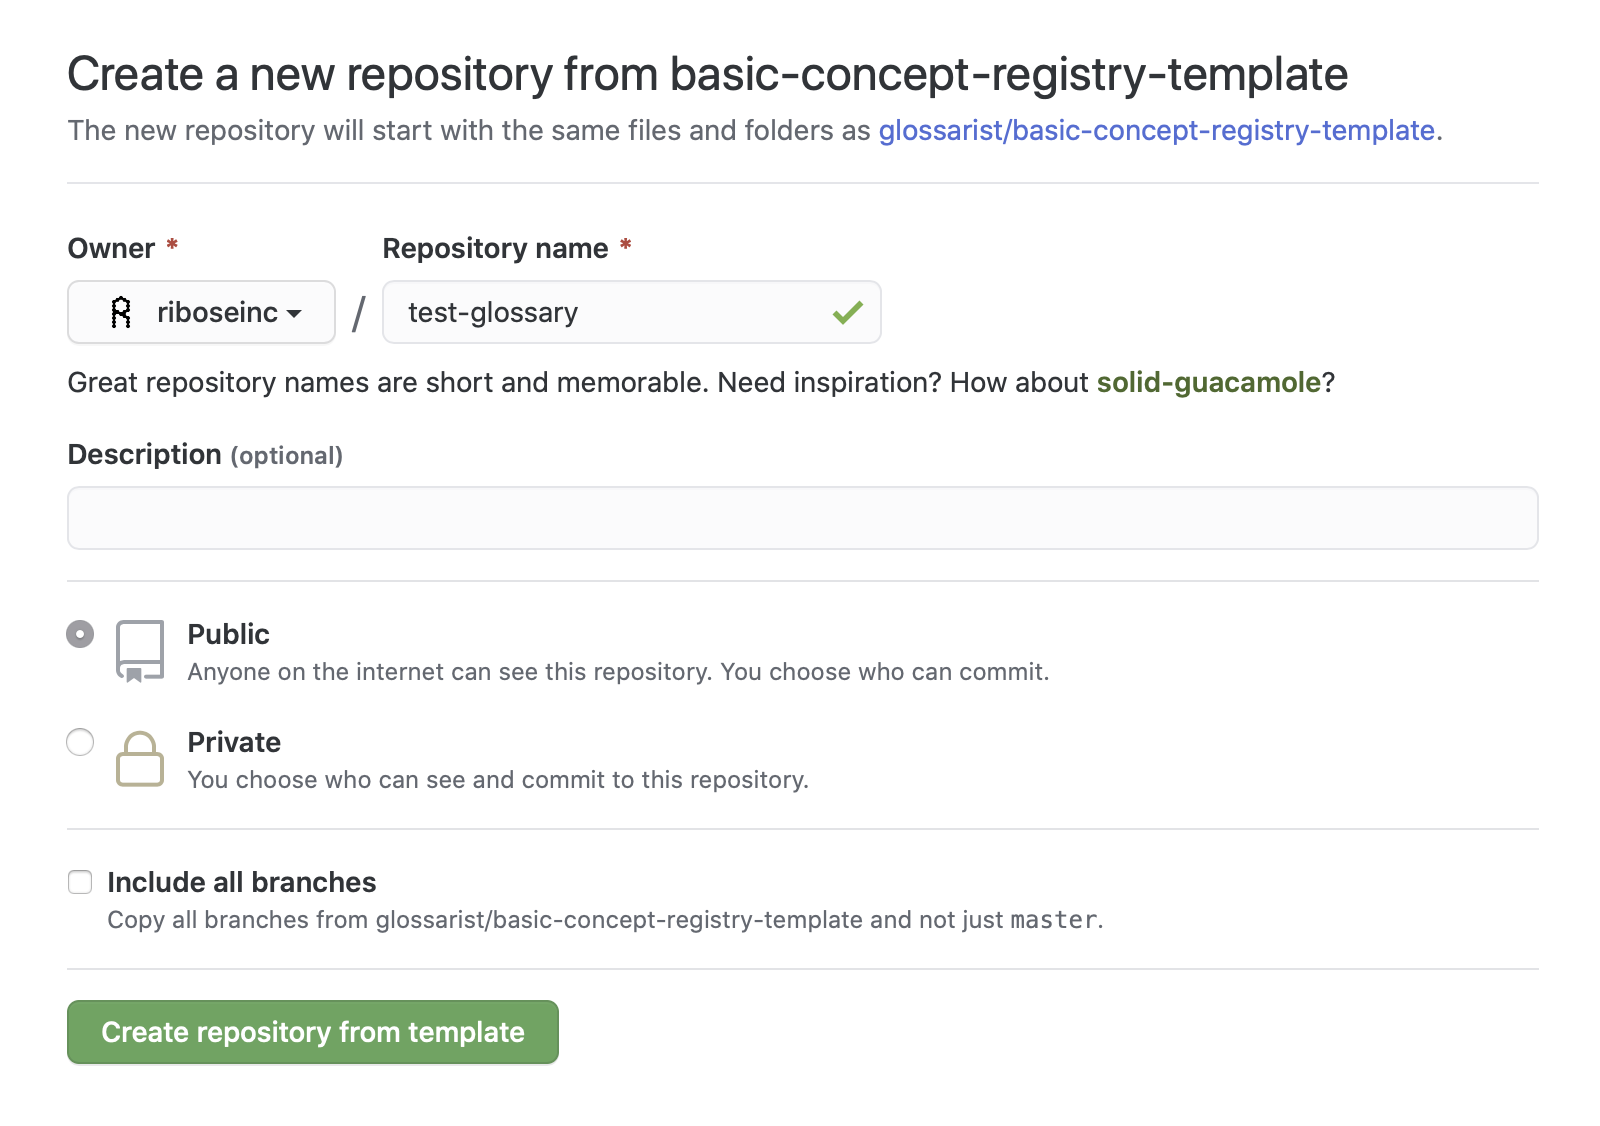 Create a new repository from basic-concept-registry-template
The new repository will start with the same files and folders as glossarist/basic-concept-registry-template.
Owner * Repository name *
riboseinc / test-glossary
Great repository names are short and memorable. Need inspiration? How about solid-guacamole?
Description (optional)
Public
Anyone on the internet can see this repository. You choose who can commit.
Private
You choose who can see and commit to this repository.
Include all branches
Copy all branches from glossarist/basic-concept-registry-template and not just master.
Create repository from template